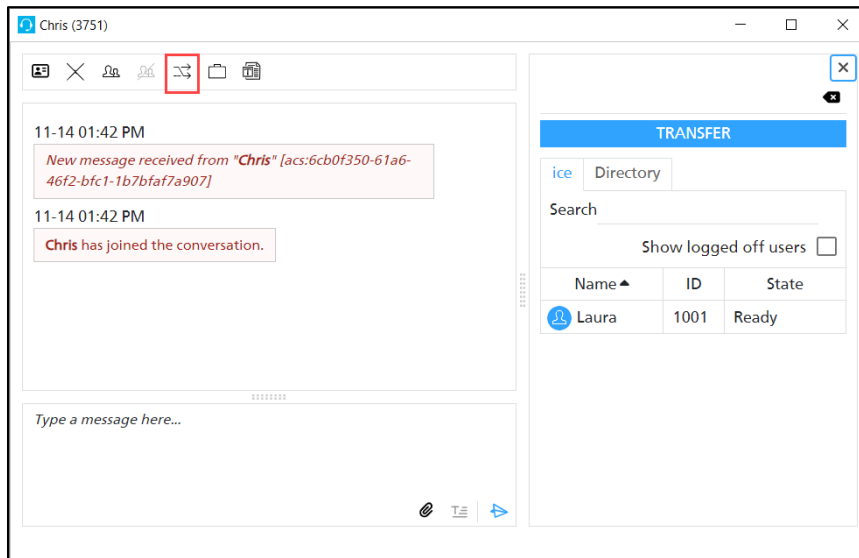 Chris (3751)
11-14 01:42 PM
New message received from "Chris" [acs:6cb0f350-61a6-
46f2-bfc1-1b7bfaf7a907]
11-14 01:42 PM
Chris has joined the conversation.
Type a message here...
TRANSFER
ice Directory
Search
Show logged off users
Name ID State
Laura 1001 Ready